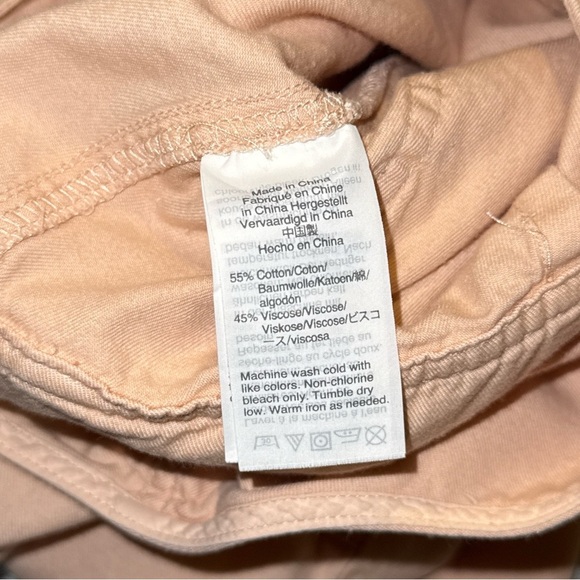 Made in China
Fabriqué en Chine
in China Hergestellt
Vervaardigd in China
中国製
Hecho en China
55% Cotton/Coton/
Baumwolle/Katoen/綿/
algodón
45% Viscose/Viscose/
Viskose/Viscose/ビスコ
ース/viscosa
Machine wash cold with
like colors. Non-chlorine
bleach only. Tumble dry
low. Warm iron as needed.